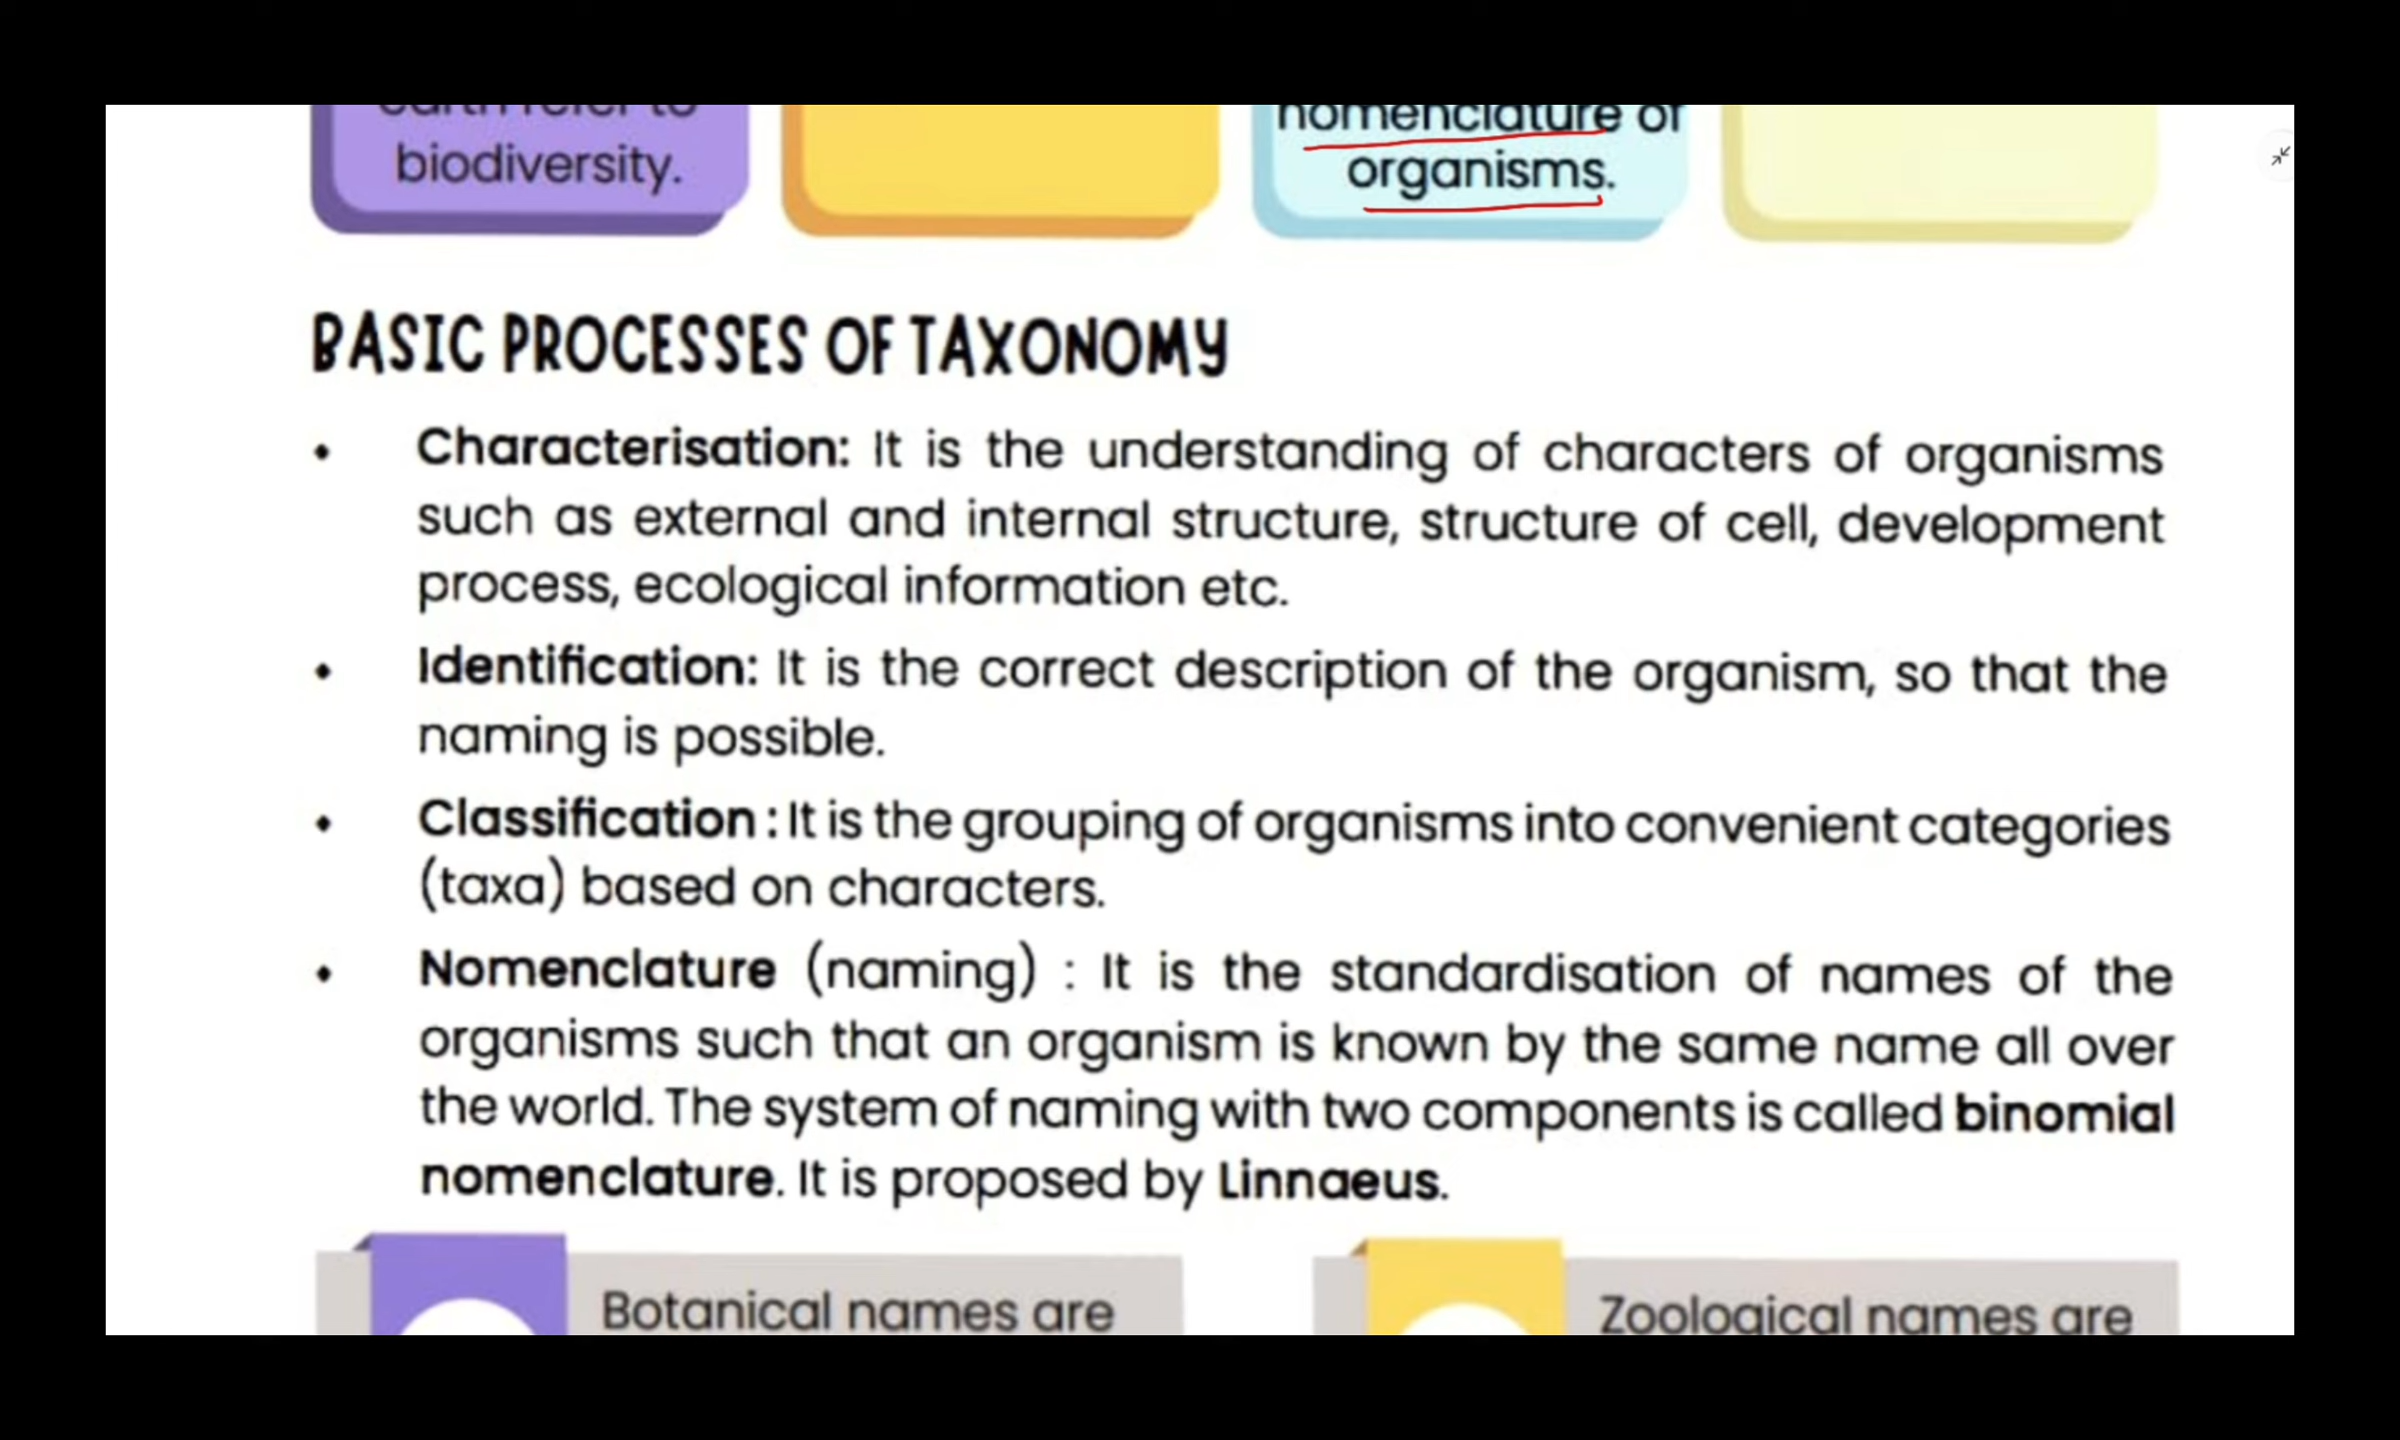 earth refer to
biodiversity.
nomenclature of
organisms.
BASIC PROCESSES OF TAXONOMY
• Characterisation: It is the understanding of characters of organisms
such as external and internal structure, structure of cell, development
process, ecological information etc.
• Identification: It is the correct description of the organism, so that the
naming is possible.
• Classification : It is the grouping of organisms into convenient categories
(taxa) based on characters.
• Nomenclature (naming) : It is the standardisation of names of the
organisms such that an organism is known by the same name all over
the world. The system of naming with two components is called binomial
nomenclature. It is proposed by Linnaeus.
Botanical names are
Zoological names are